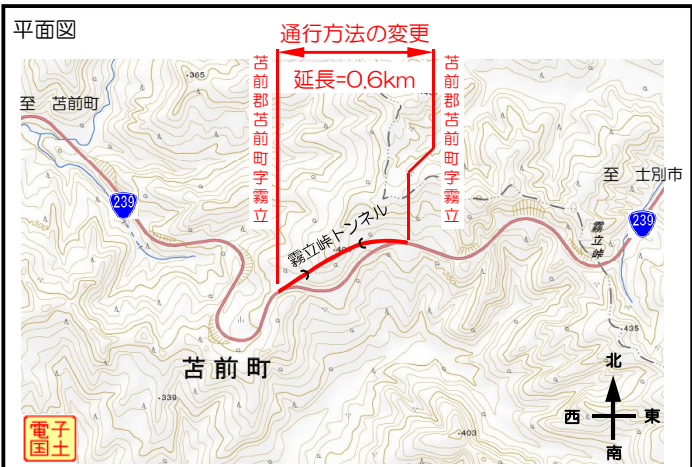 平面図
通行方法の変更
延長=0.6km
苫前郡苫前町字霧立
苫前郡苫前町字霧立
至 苫前町
至 士別市
239
239
霧立峠トンネル
霧立峠
苫前町
・365
・435
・339
・403
北
西 東
南
電子
国土